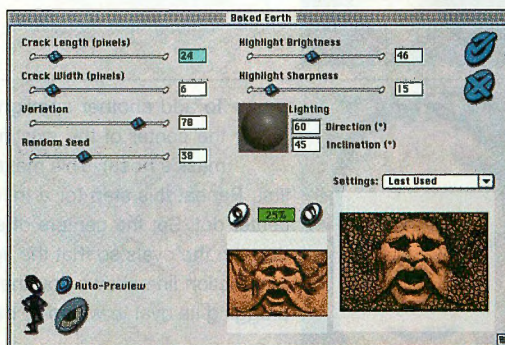 Baked Earth
Crack Length (pixels)
24
Crack Width (pixels)
6
Variation
78
Random Seed
38
Highlight Brightness
46
Highlight Sharpness
15
Lighting
60 Direction (°)
45 Inclination (°)
Settings: Last Used
25%
Auto-Preview